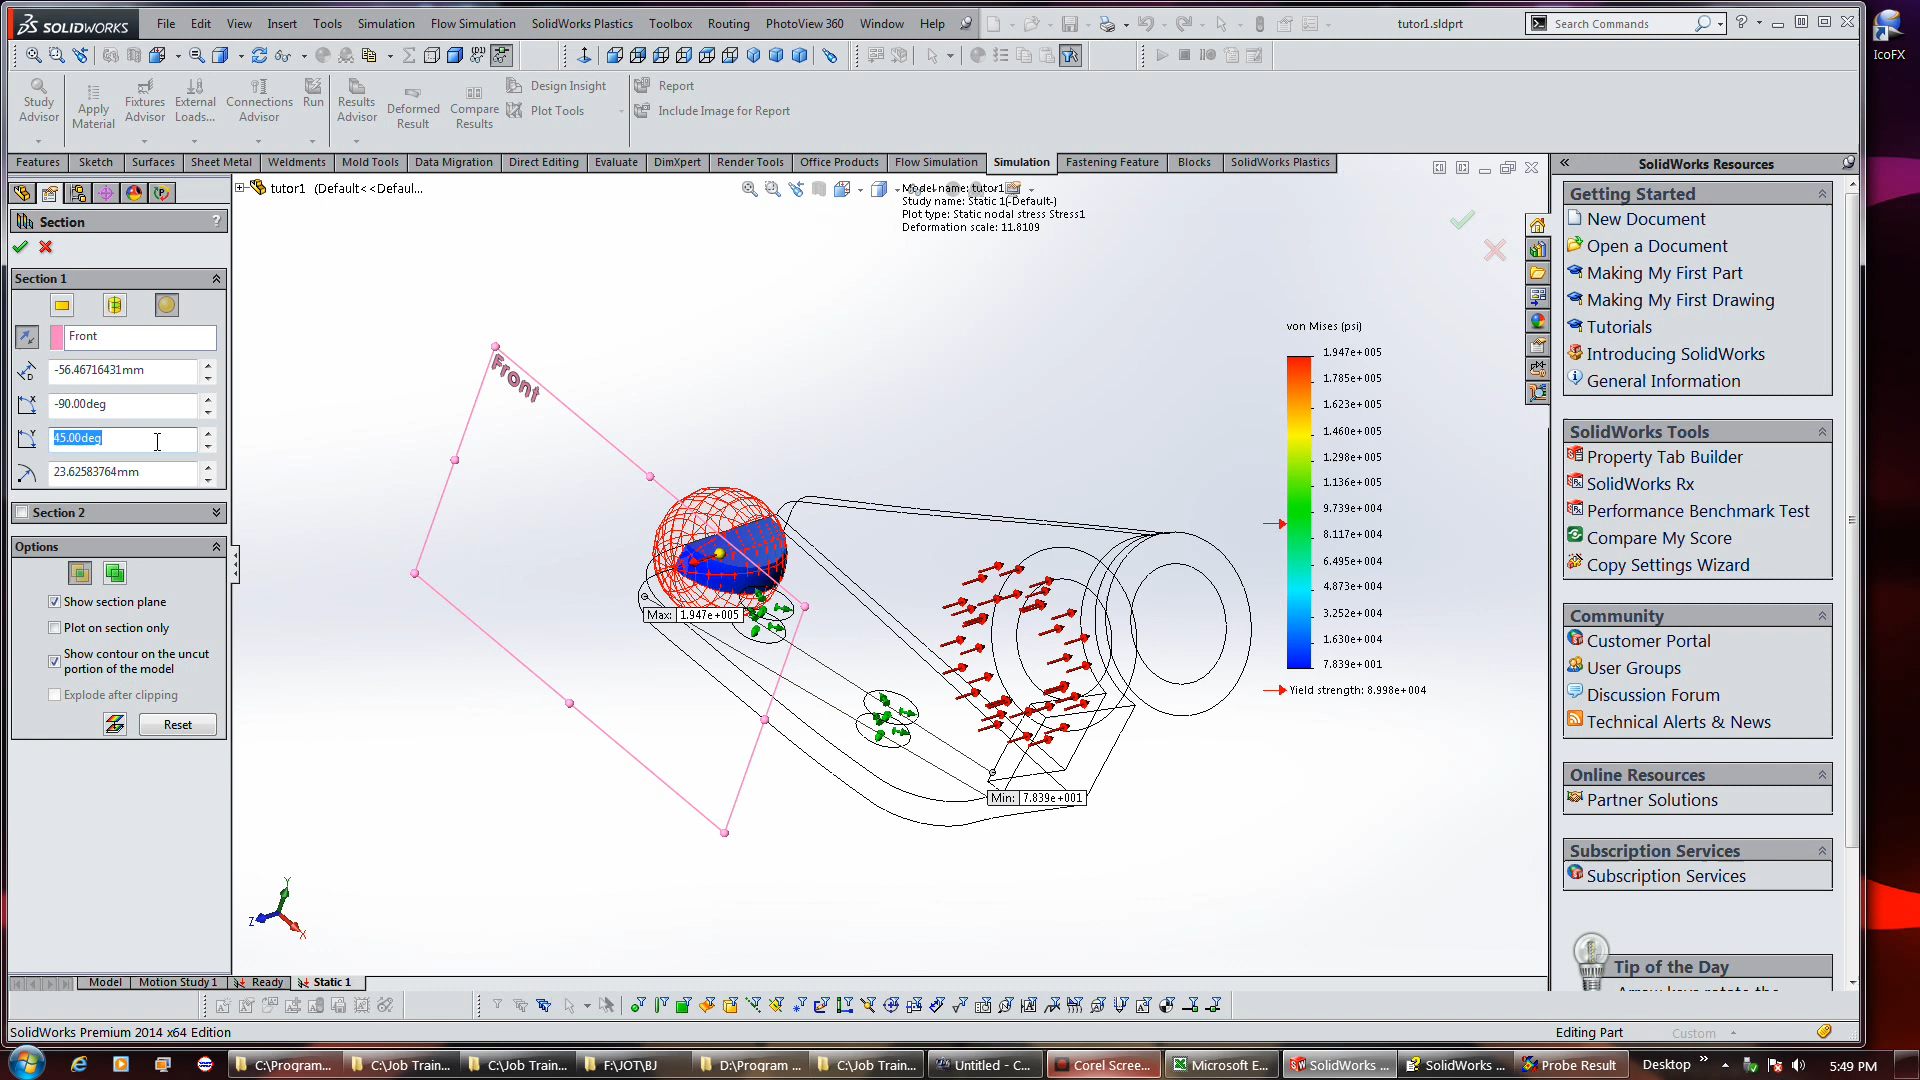 SOLIDWORKS
File Edit View Insert Tools Simulation Flow Simulation SolidWorks Plastics Toolbox Routing PhotoView 360 Window Help
tutor1.sldprt
Search Commands
IcoFX
Study Advisor
Apply Material
Fixtures Advisor
External Loads...
Connections Advisor
Run
Results Advisor
Deformed Result
Compare Results
Design Insight
Plot Tools
Report
Include Image for Report
Features Sketch Surfaces Sheet Metal Weldments Mold Tools Data Migration Direct Editing Evaluate DimXpert Render Tools Office Products Flow Simulation Simulation Fastening Feature Blocks SolidWorks Plastics
Section ?
Section 1
Front
-56.46716431mm
-90.00deg
45.00deg
23.62583764mm
Section 2
Options
Show section plane
Plot on section only
Show contour on the uncut
portion of the model
Explode after clipping
Reset
tutor1 (Default<<Defaul...
Model name: tutor1
Study name: Static 1(-Default-)
Plot type: Static nodal stress Stress1
Deformation scale: 11.8109
Front
Max: 1.947e+005
Min: 7.839e+001
Y
Z
X
von Mises (psi)
1.947e+005
1.785e+005
1.623e+005
1.460e+005
1.298e+005
1.136e+005
9.739e+004
8.117e+004
6.495e+004
4.873e+004
3.252e+004
1.630e+004
7.839e+001
Yield strength: 8.998e+004
SolidWorks Resources
Getting Started
New Document
Open a Document
Making My First Part
Making My First Drawing
Tutorials
Introducing SolidWorks
General Information
SolidWorks Tools
Property Tab Builder
SolidWorks Rx
Performance Benchmark Test
Compare My Score
Copy Settings Wizard
Community
Customer Portal
User Groups
Discussion Forum
Technical Alerts & News
Online Resources
Partner Solutions
Subscription Services
Subscription Services
Tip of the Day
Model Motion Study 1 Ready Static 1
SolidWorks Premium 2014 x64 Edition
Editing Part
Custom
C:\Program... C:\Job Train... C:\Job Train... F:\JOT\BJ D:\Program ... C:\Job Train... Untitled - C... Corel Scree... Microsoft E... SolidWorks ... SolidWorks ... Probe Result Desktop 5:49 PM